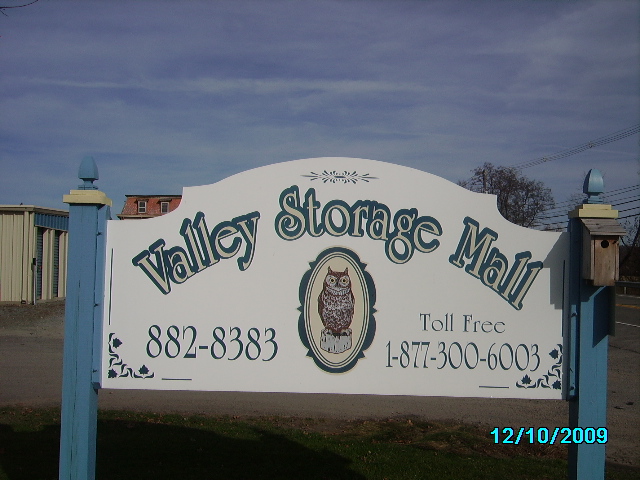 Valley Storage Mall
882-8383
Toll Free
1-877-300-6003
12/10/2009